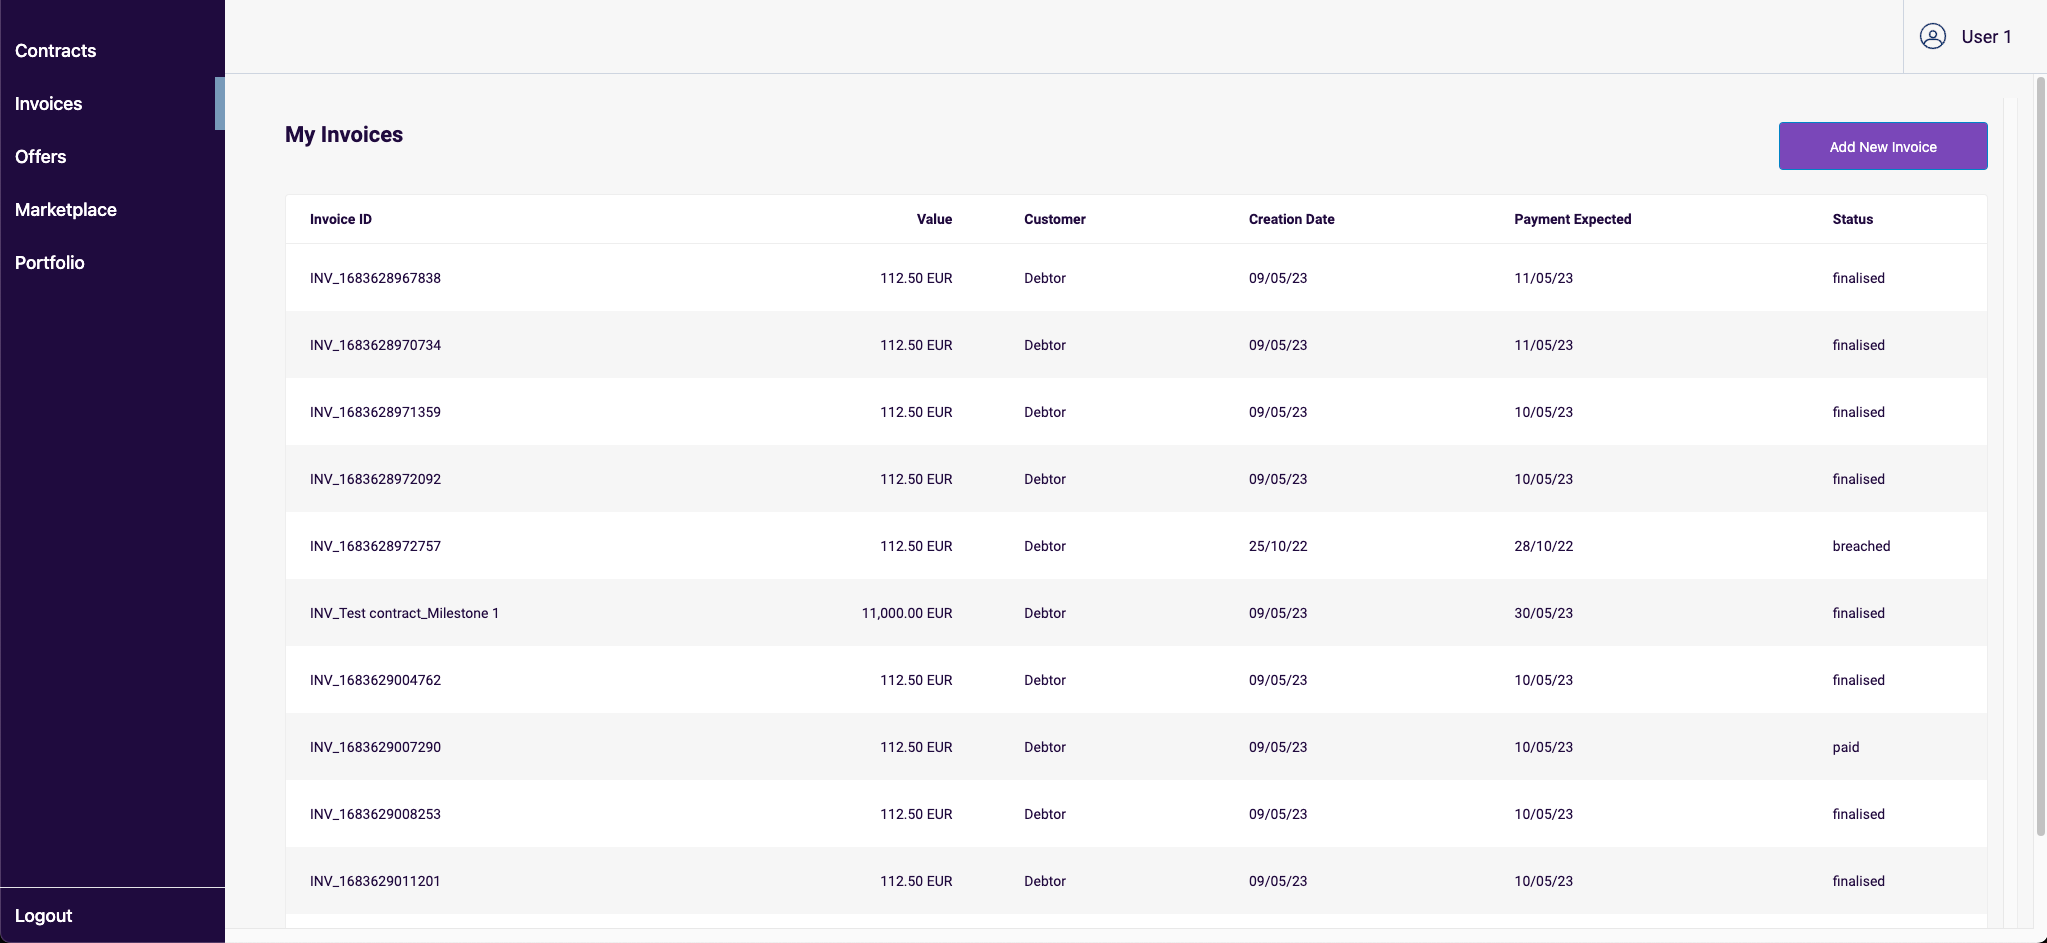 Contracts
Invoices
Offers
Marketplace
Portfolio
Logout
User 1
My Invoices
Add New Invoice
Invoice ID Value Customer Creation Date Payment Expected Status
INV_1683628967838 112.50 EUR Debtor 09/05/23 11/05/23 finalised
INV_1683628970734 112.50 EUR Debtor 09/05/23 11/05/23 finalised
INV_1683628971359 112.50 EUR Debtor 09/05/23 10/05/23 finalised
INV_1683628972092 112.50 EUR Debtor 09/05/23 10/05/23 finalised
INV_1683628972757 112.50 EUR Debtor 25/10/22 28/10/22 breached
INV_Test contract_Milestone 1 11,000.00 EUR Debtor 09/05/23 30/05/23 finalised
INV_1683629004762 112.50 EUR Debtor 09/05/23 10/05/23 finalised
INV_1683629007290 112.50 EUR Debtor 09/05/23 10/05/23 paid
INV_1683629008253 112.50 EUR Debtor 09/05/23 10/05/23 finalised
INV_1683629011201 112.50 EUR Debtor 09/05/23 10/05/23 finalised